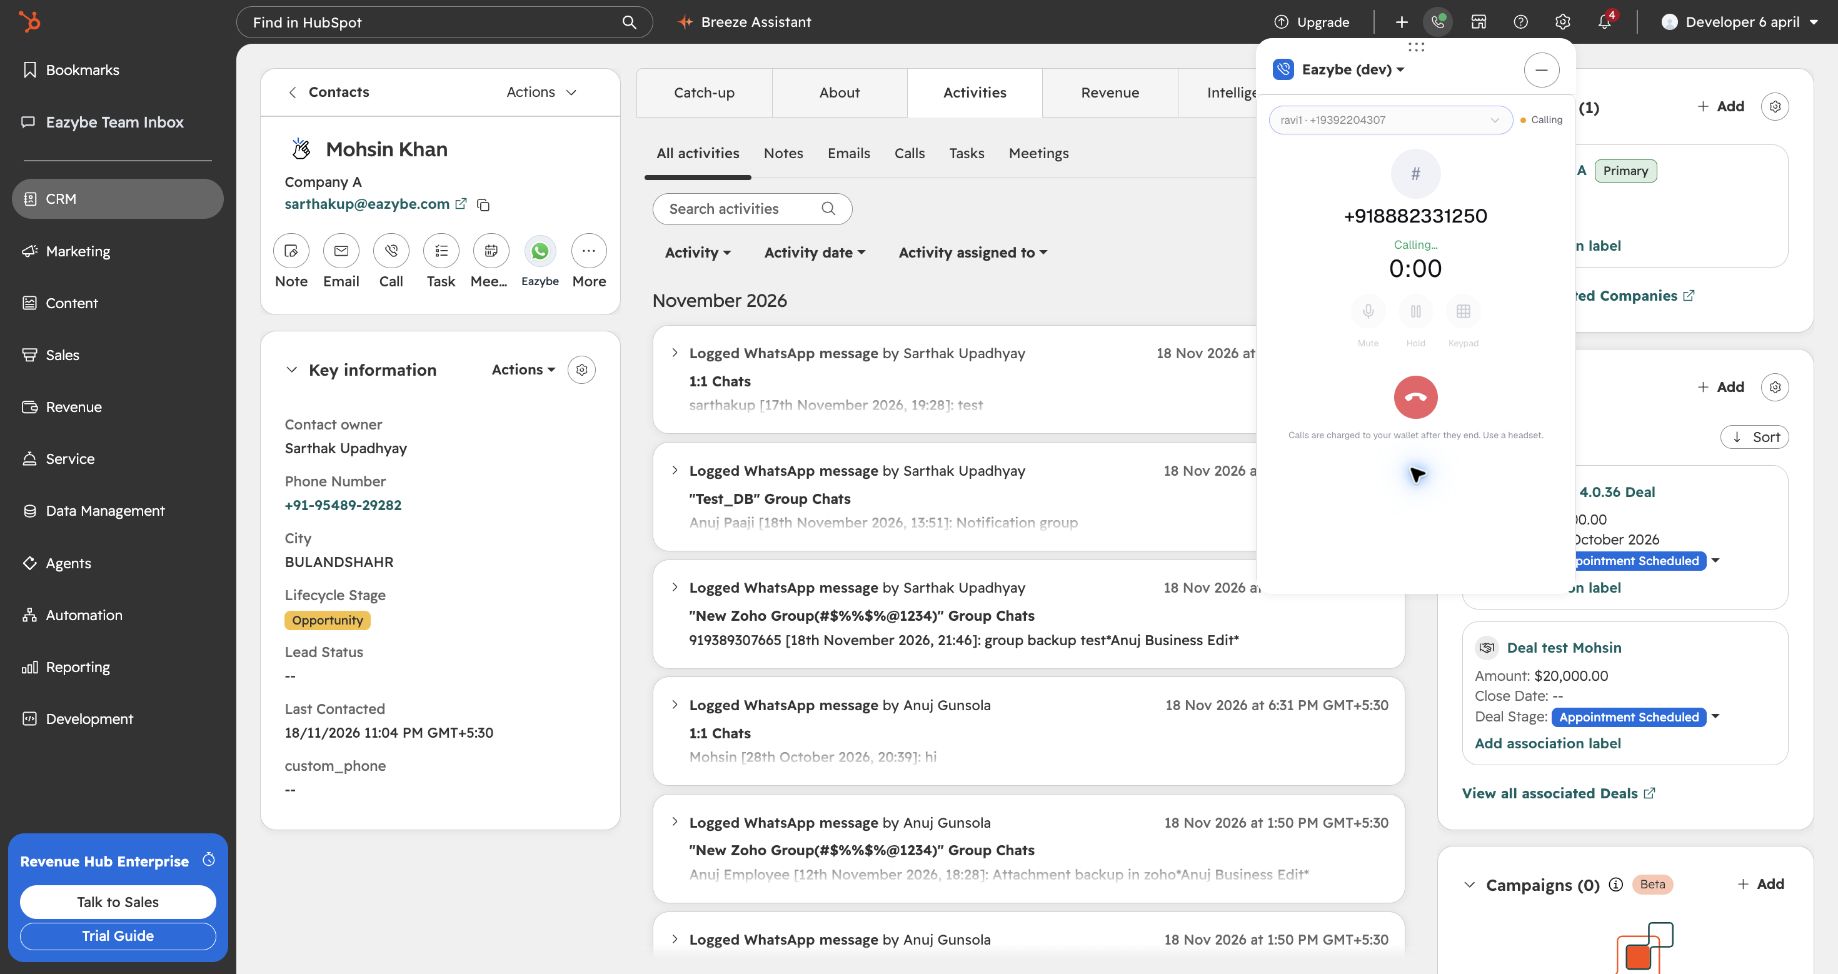 Find in HubSpot
Breeze Assistant
Upgrade
4
Developer 6 april
Bookmarks
Eazybe Team Inbox
CRM
Marketing
Content
Sales
Revenue
Service
Data Management
Agents
Automation
Reporting
Development
Revenue Hub Enterprise
Talk to Sales
Trial Guide
Contacts
Actions
Mohsin Khan
Company A
sarthakup@eazybe.com
Note
Email
Call
Task
Mee...
Eazybe
More
Key information
Actions
Contact owner
Sarthak Upadhyay
Phone Number
+91-95489-29282
City
BULANDSHAHR
Lifecycle Stage
Opportunity
Lead Status
--
Last Contacted
18/11/2026 11:04 PM GMT+5:30
custom_phone
--
Catch-up
About
Activities
Revenue
Intellige
All activities
Notes
Emails
Calls
Tasks
Meetings
Search activities
Activity
Activity date
Activity assigned to
November 2026
Logged WhatsApp message by Sarthak Upadhyay
18 Nov 2026 at
1:1 Chats
sarthakup [17th November 2026, 19:28]: test
Logged WhatsApp message by Sarthak Upadhyay
18 Nov 2026 a
"Test_DB" Group Chats
Anuj Paaji [18th November 2026, 13:51]: Notification group
Logged WhatsApp message by Sarthak Upadhyay
18 Nov 2026 a
"New Zoho Group(#$%%$%@1234)" Group Chats
919389307665 [18th November 2026, 21:46]: group backup test*Anuj Business Edit*
Logged WhatsApp message by Anuj Gunsola
18 Nov 2026 at 6:31 PM GMT+5:30
1:1 Chats
Mohsin [28th October 2026, 20:39]: hi
Logged WhatsApp message by Anuj Gunsola
18 Nov 2026 at 1:50 PM GMT+5:30
"New Zoho Group(#$%%$%@1234)" Group Chats
Anuj Employee [12th November 2026, 18:28]: Attachment backup in zoho*Anuj Business Edit*
Logged WhatsApp message by Anuj Gunsola
18 Nov 2026 at 1:50 PM GMT+5:30
Eazybe (dev)
ravi1 · +19392204307
Calling
#
+918882331250
Calling...
0:00
Mute
Hold
Keypad
Calls are charged to your wallet after they end. Use a headset.
(1)
+ Add
A
Primary
n label
ted Companies
+ Add
Sort
4.0.36 Deal
00.00
October 2026
ppointment Scheduled
on label
Deal test Mohsin
Amount: $20,000.00
Close Date: --
Deal Stage: Appointment Scheduled
Add association label
View all associated Deals
Campaigns (0)
Beta
+ Add